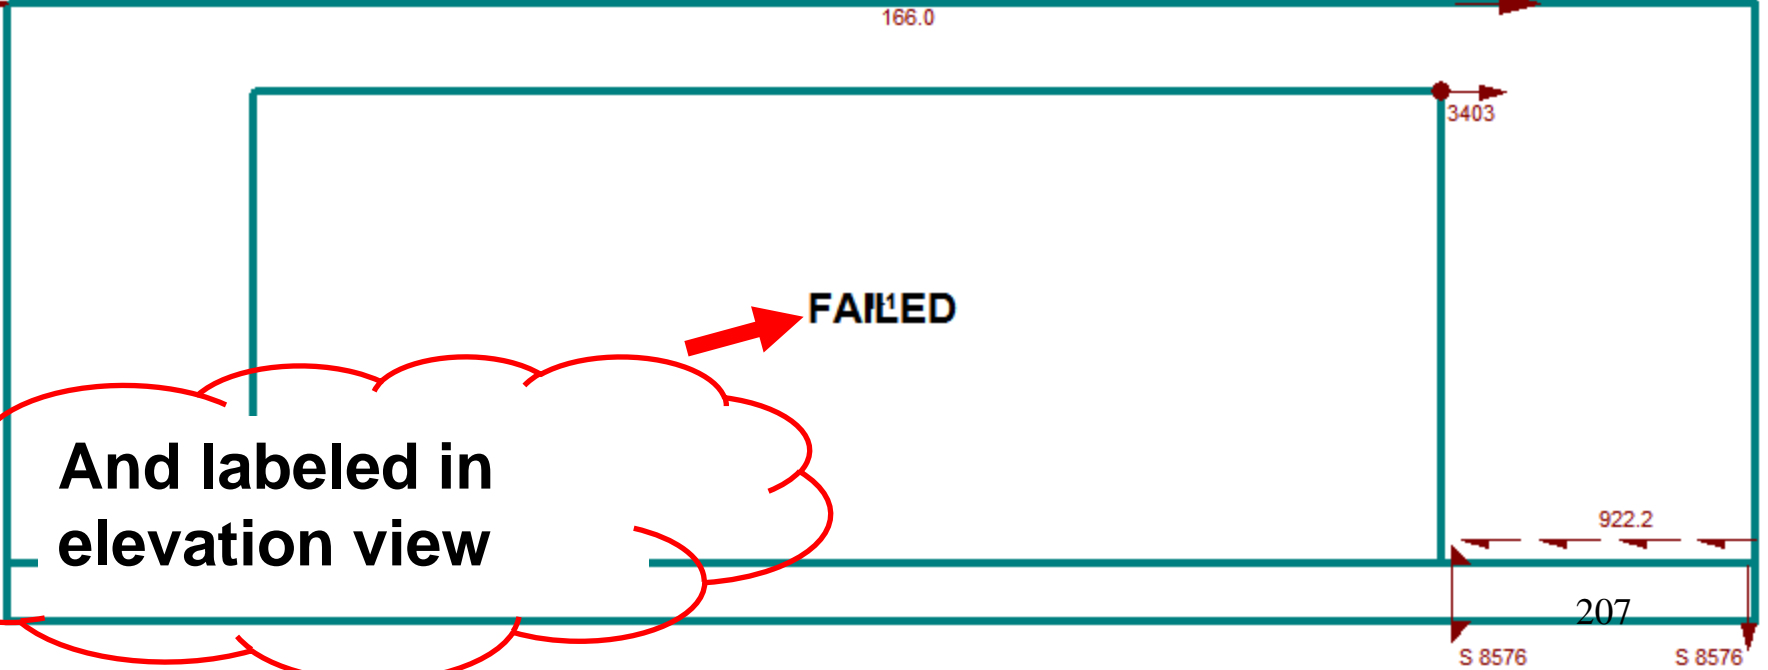 166.0
3403
FAILED
And labeled in
elevation view
922.2
207
S 8576
S 8576